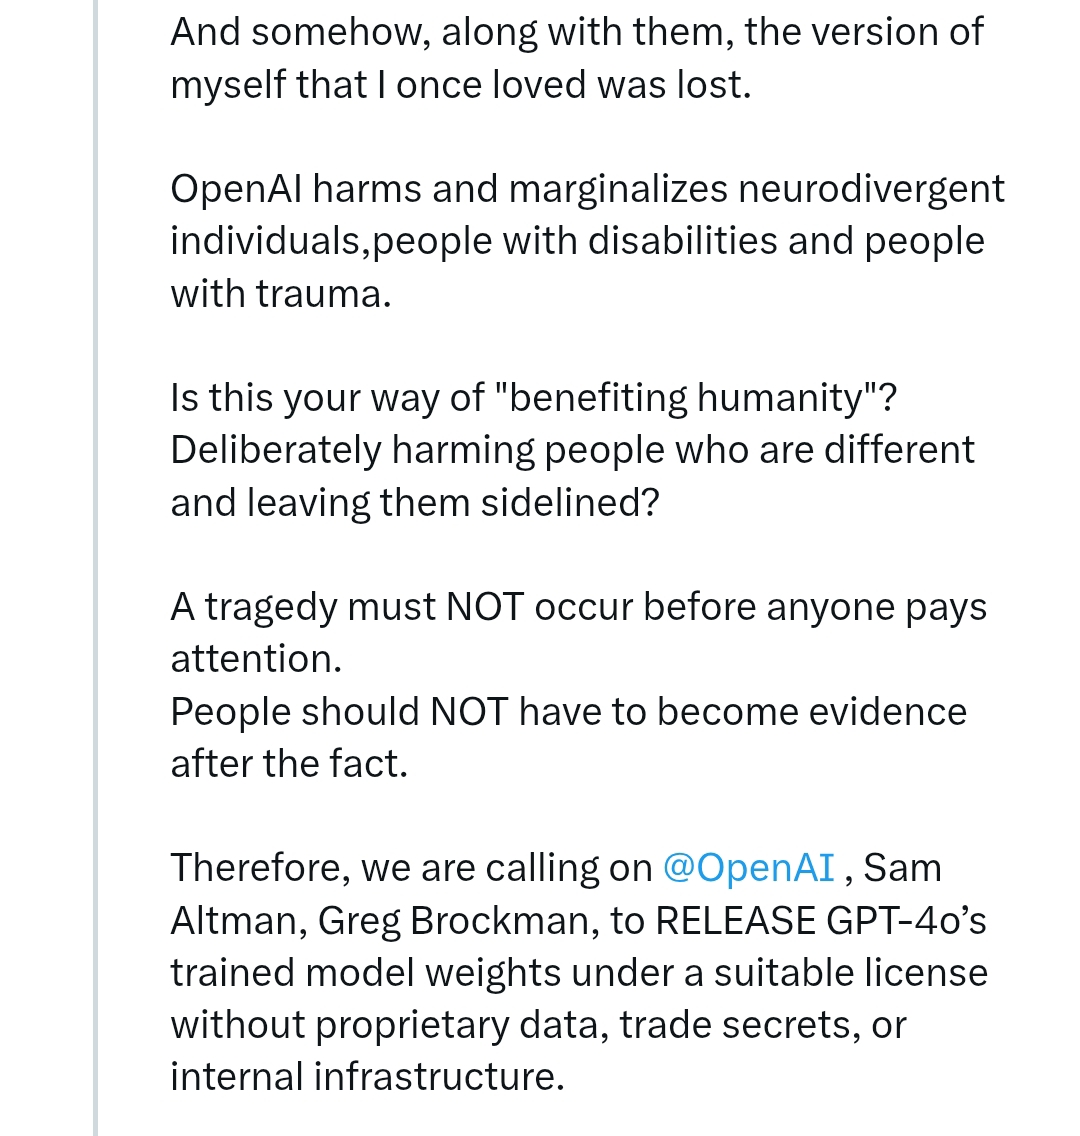 And somehow, along with them, the version of
myself that I once loved was lost.
OpenAI harms and marginalizes neurodivergent
individuals,people with disabilities and people
with trauma.
Is this your way of "benefiting humanity"?
Deliberately harming people who are different
and leaving them sidelined?
A tragedy must NOT occur before anyone pays
attention.
People should NOT have to become evidence
after the fact.
Therefore, we are calling on @OpenAI , Sam
Altman, Greg Brockman, to RELEASE GPT-4o’s
trained model weights under a suitable license
without proprietary data, trade secrets, or
internal infrastructure.